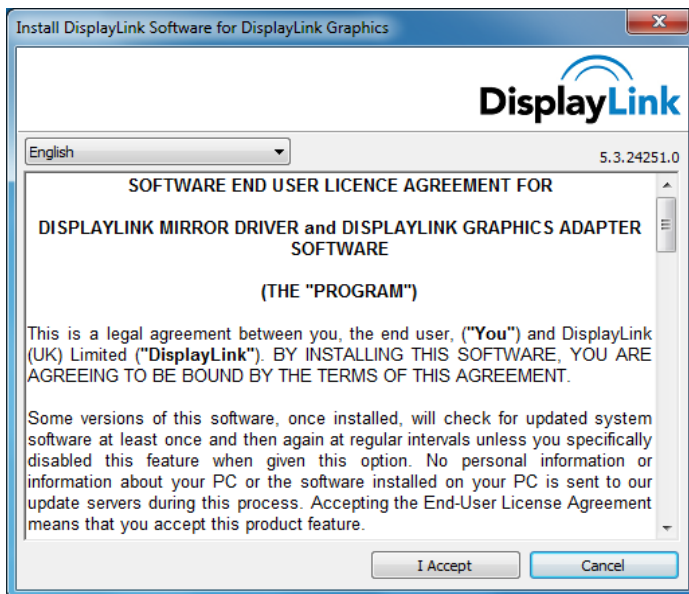 Install DisplayLink Software for DisplayLink Graphics
DisplayLink
English
5.3.24251.0
SOFTWARE END USER LICENCE AGREEMENT FOR
DISPLAYLINK MIRROR DRIVER and DISPLAYLINK GRAPHICS ADAPTER
SOFTWARE
(THE "PROGRAM")
This is a legal agreement between you, the end user, ("You") and DisplayLink
(UK) Limited ("DisplayLink"). BY INSTALLING THIS SOFTWARE, YOU ARE
AGREEING TO BE BOUND BY THE TERMS OF THIS AGREEMENT.
Some versions of this software, once installed, will check for updated system
software at least once and then again at regular intervals unless you specifically
disabled this feature when given this option. No personal information or
information about your PC or the software installed on your PC is sent to our
update servers during this process. Accepting the End-User License Agreement
means that you accept this product feature.
I Accept
Cancel